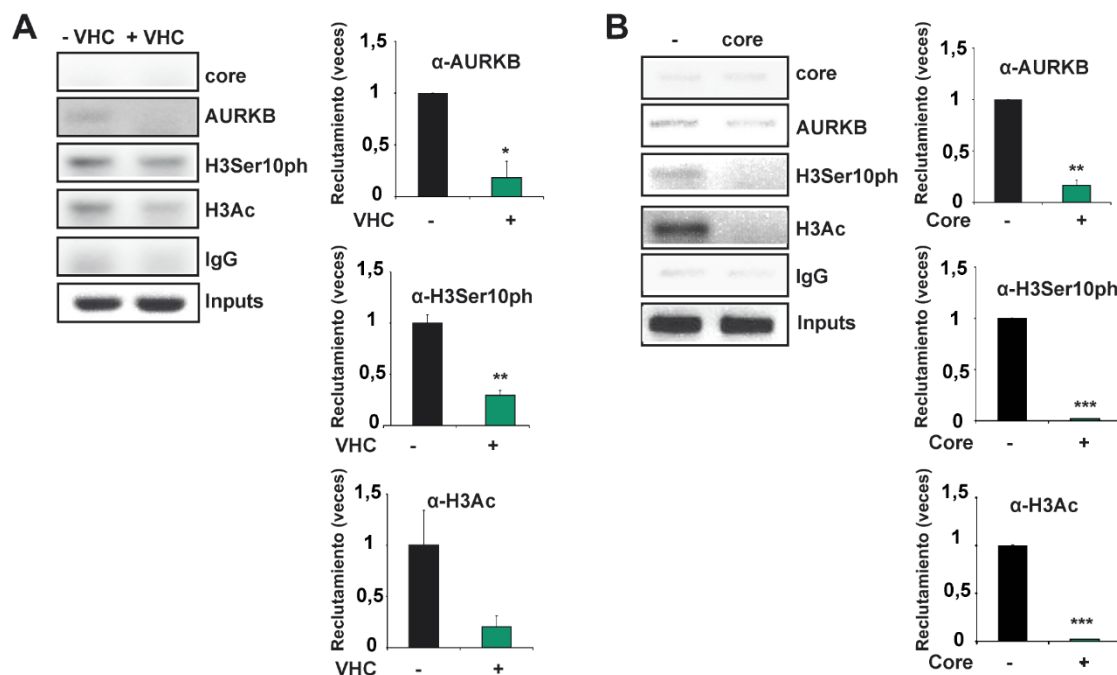 A
- VHC + VHC
core
AURKB
H3Ser10ph
H3Ac
IgG
Inputs
Reclutamiento (veces)
1,5
1
0,5
0
α-AURKB
*
VHC - +
Reclutamiento (veces)
1,5
1
0,5
0
α-H3Ser10ph
**
VHC - +
Reclutamiento (veces)
1,5
1
0,5
0
α-H3Ac
VHC - +
B
- core
core
AURKB
H3Ser10ph
H3Ac
IgG
Inputs
Reclutamiento (veces)
1,5
1
0,5
0
α-AURKB
**
Core - +
Reclutamiento (veces)
1,5
1
0,5
0
α-H3Ser10ph
***
Core - +
Reclutamiento (veces)
1,5
1
0,5
0
α-H3Ac
***
Core - +